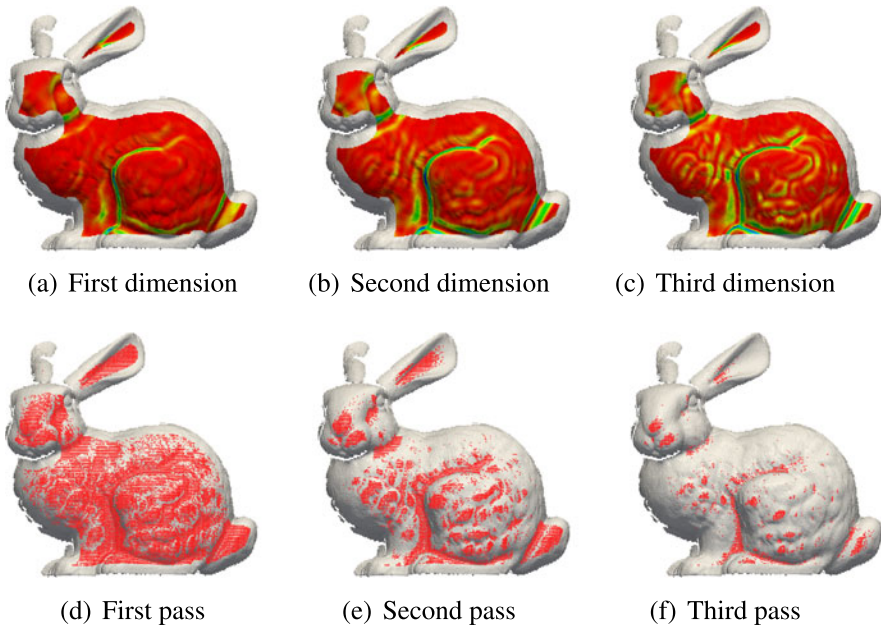 (a) First dimension
(b) Second dimension
(c) Third dimension
(d) First pass
(e) Second pass
(f) Third pass